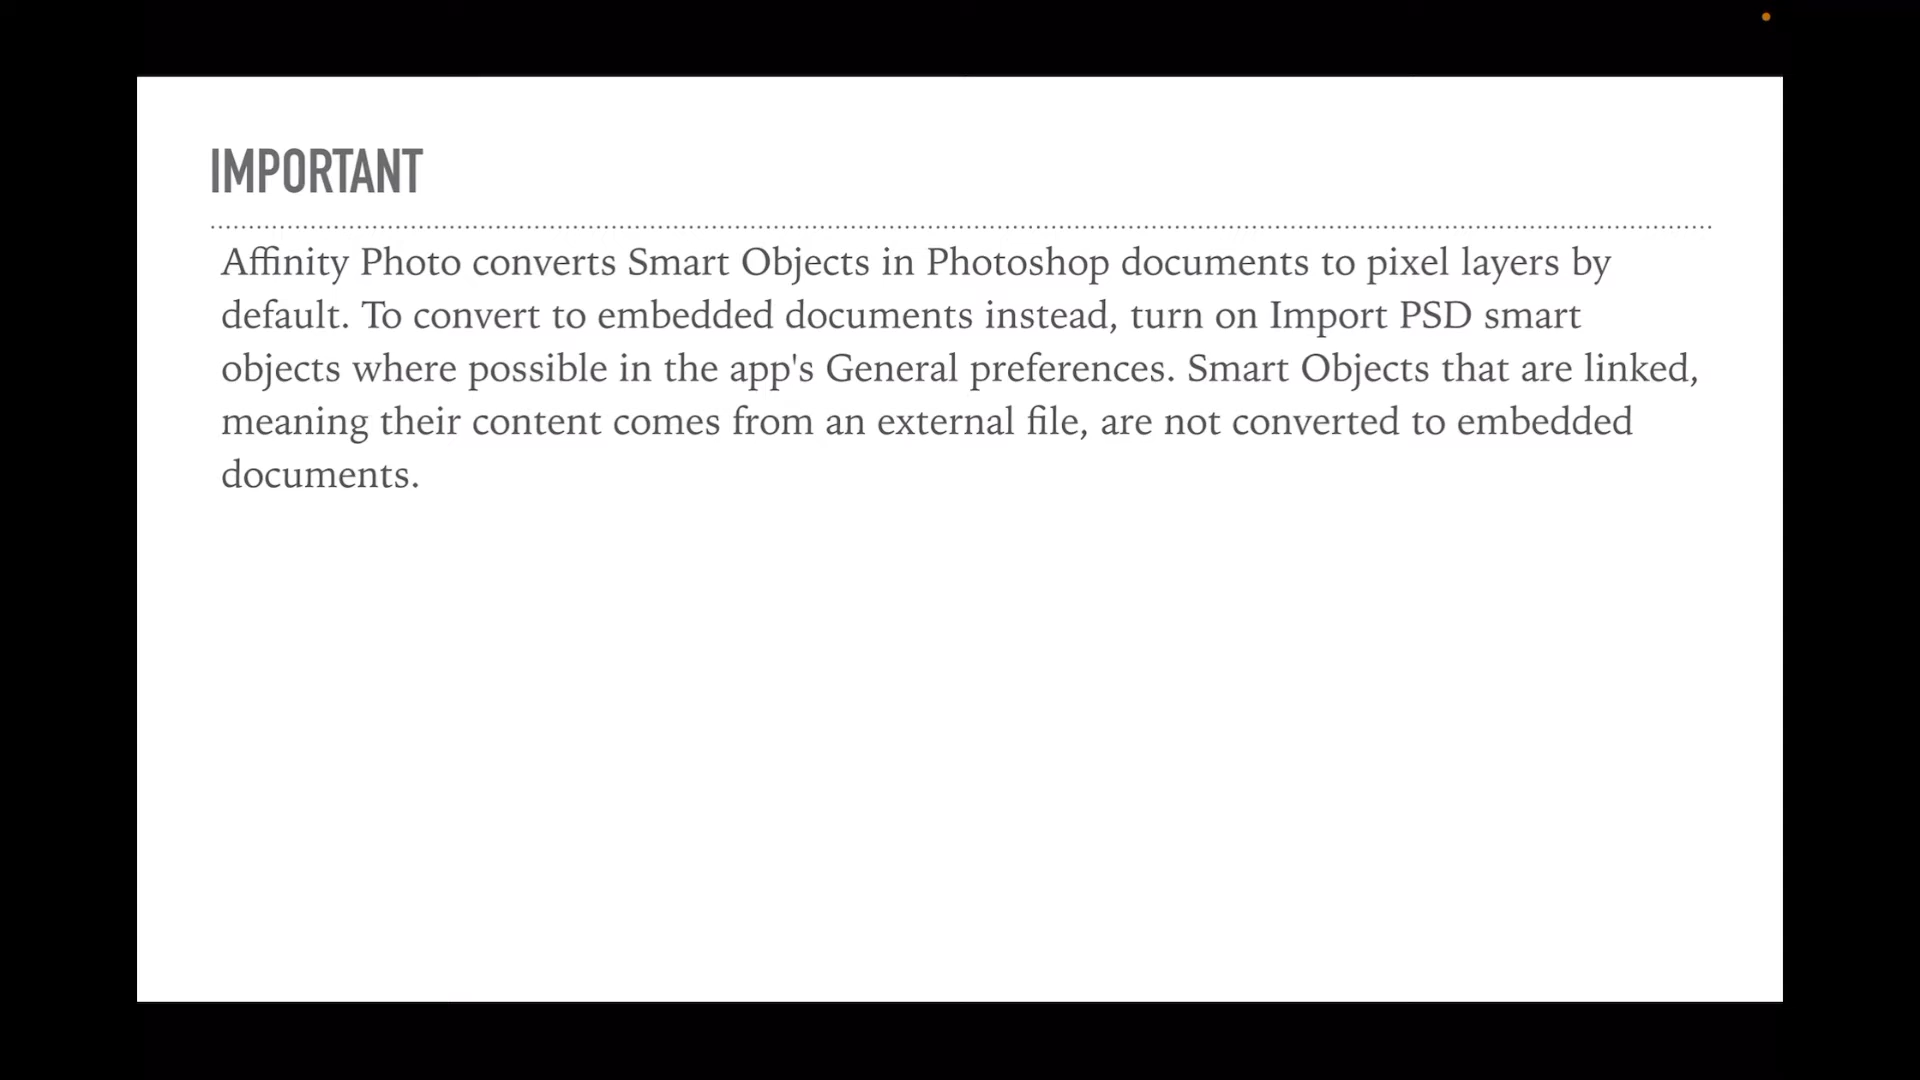 IMPORTANT
Affinity Photo converts Smart Objects in Photoshop documents to pixel layers by
default. To convert to embedded documents instead, turn on Import PSD smart
objects where possible in the app's General preferences. Smart Objects that are linked,
meaning their content comes from an external file, are not converted to embedded
documents.